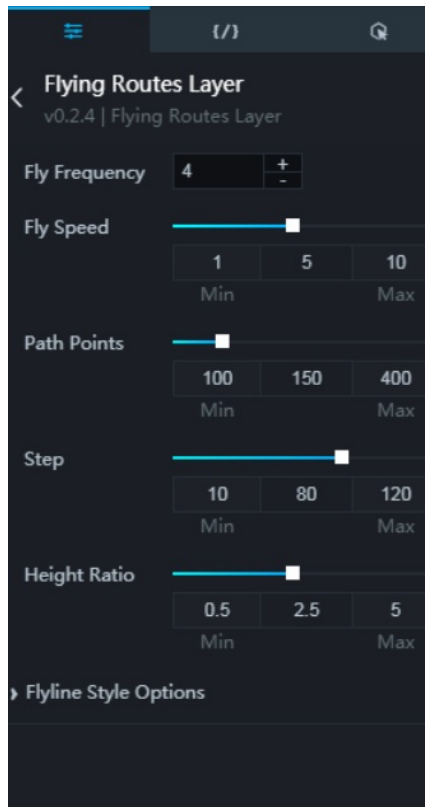 {/}
Flying Routes Layer
v0.2.4 | Flying Routes Layer
Fly Frequency 4 + -
Fly Speed
1 5 10
Min Max
Path Points
100 150 400
Min Max
Step
10 80 120
Min Max
Height Ratio
0.5 2.5 5
Min Max
Flyline Style Options